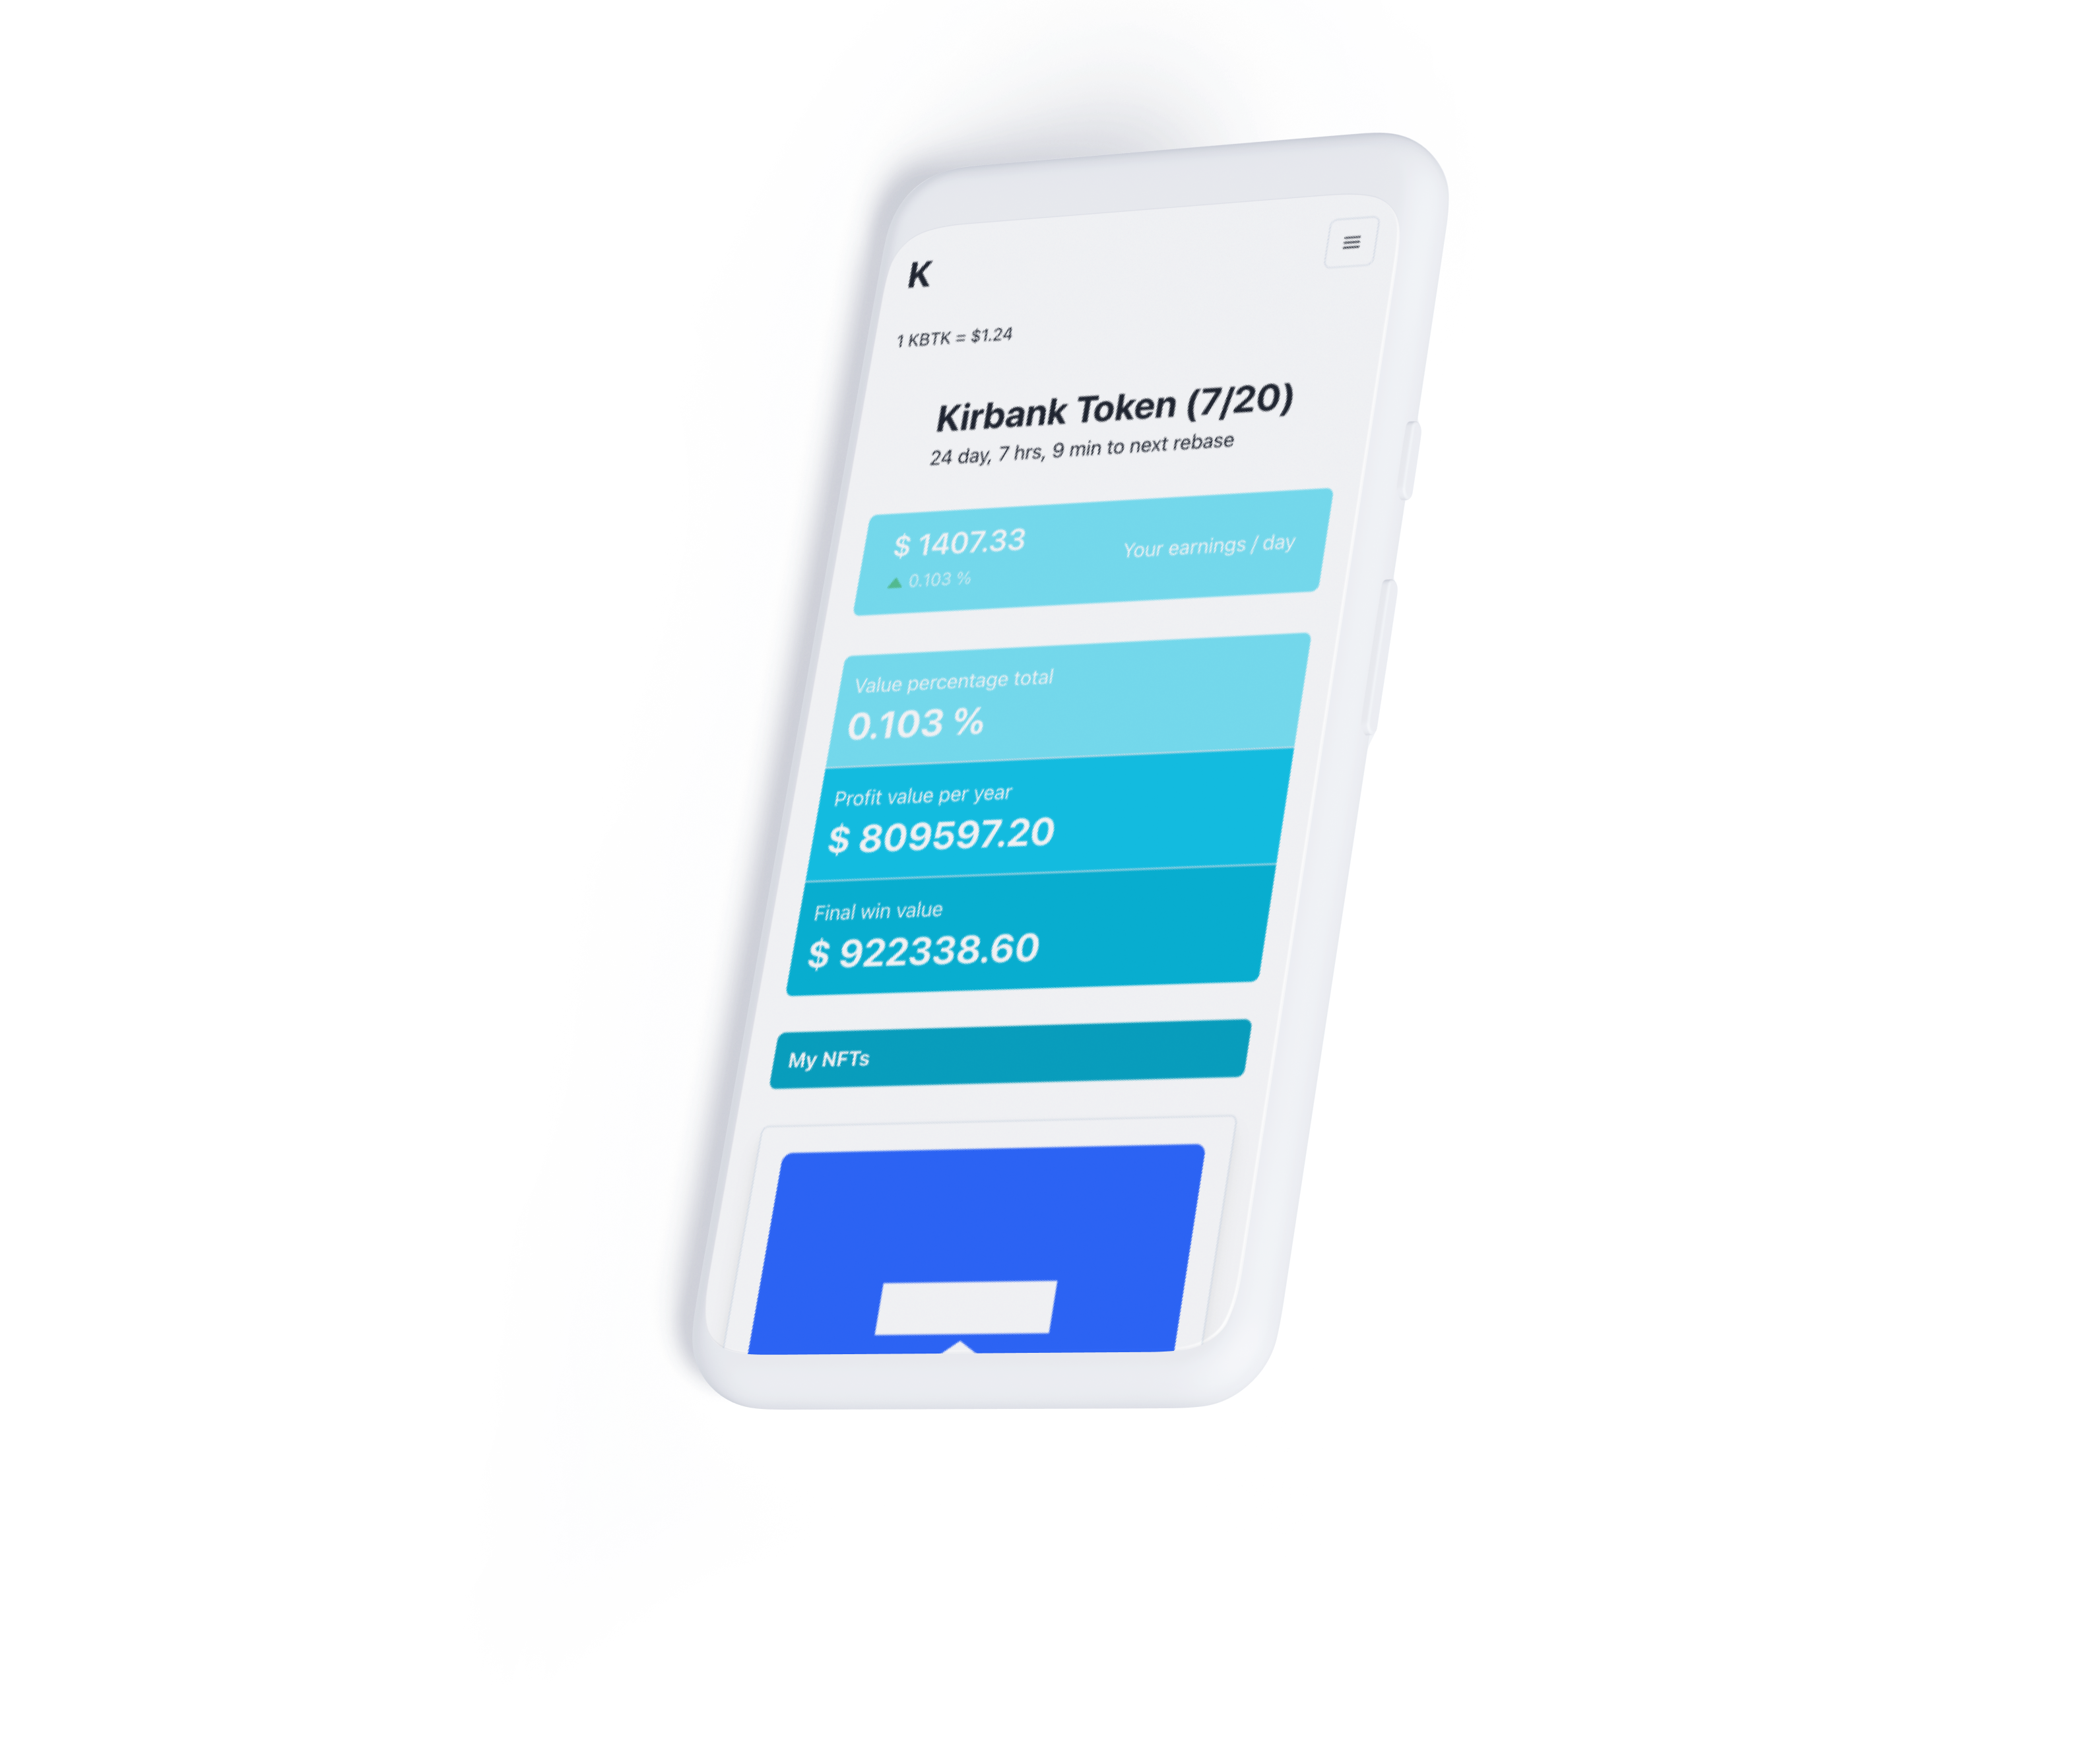 K
1 KBTK = $1.24
Kirbank Token (7/20)
24 day, 7 hrs, 9 min to next rebase
$ 1407.33
0.103 %
Your earnings / day
Value percentage total
0.103 %
Profit value per year
$ 809597.20
Final win value
$ 922338.60
My NFTs